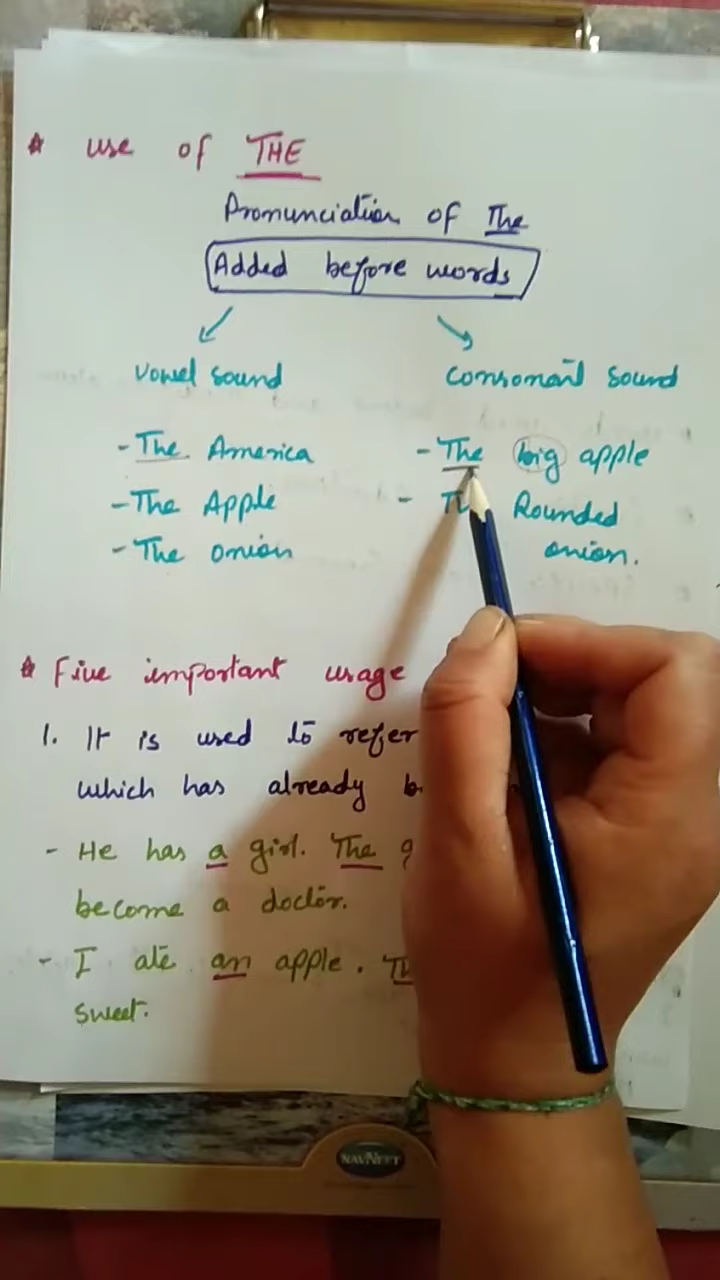 * use of THE
Pronunciation of The
Added before words
vowel sound
- The America
- The Apple
- The onion
consonant sound
- The big apple
- Rounded
onion.
* Five important usage
1. It is used to refer
which has already
- He has a girl. The
become a doctor.
- I ate an apple.
sweet.
NAVNEET